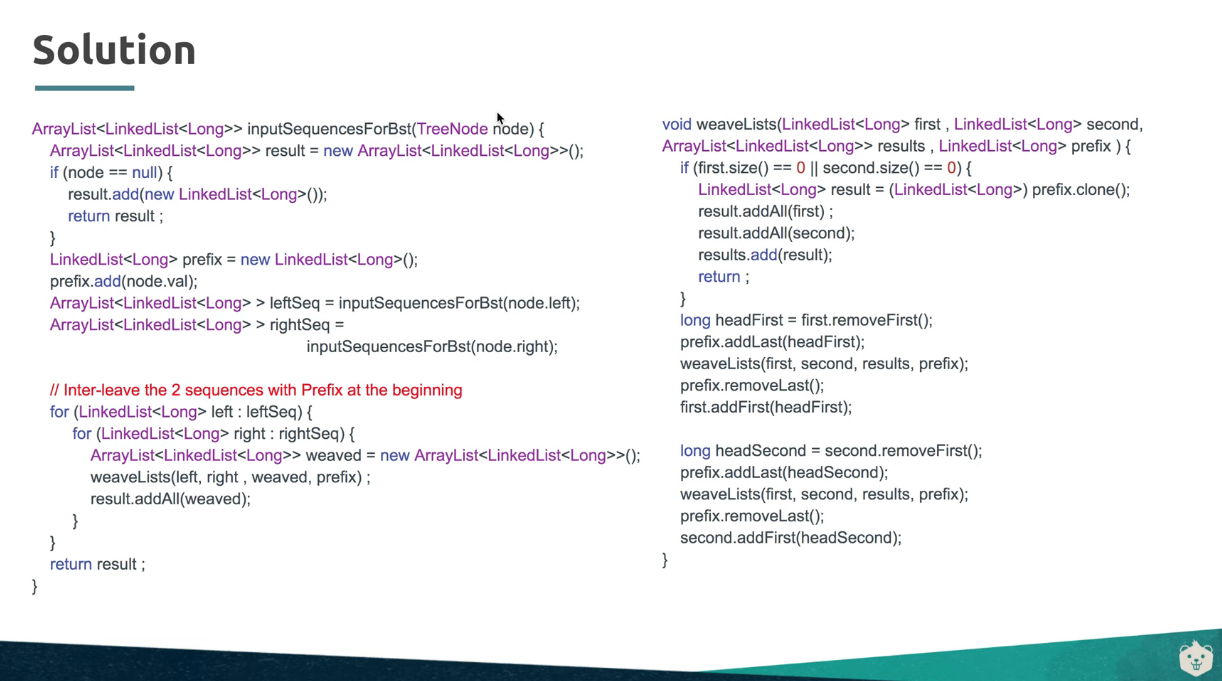 Solution
ArrayList<LinkedList<Long>> inputSequencesForBst(TreeNode node) {
ArrayList<LinkedList<Long>> result = new ArrayList<LinkedList<Long>>();
if (node == null) {
result.add(new LinkedList<Long>());
return result ;
}
LinkedList<Long> prefix = new LinkedList<Long>();
prefix.add(node.val);
ArrayList<LinkedList<Long> > leftSeq = inputSequencesForBst(node.left);
ArrayList<LinkedList<Long> > rightSeq =
inputSequencesForBst(node.right);
// Inter-leave the 2 sequences with Prefix at the beginning
for (LinkedList<Long> left : leftSeq) {
for (LinkedList<Long> right : rightSeq) {
ArrayList<LinkedList<Long>> weaved = new ArrayList<LinkedList<Long>>();
weaveLists(left, right , weaved, prefix) ;
result.addAll(weaved);
}
}
return result ;
}
void weaveLists(LinkedList<Long> first , LinkedList<Long> second,
ArrayList<LinkedList<Long>> results , LinkedList<Long> prefix ) {
if (first.size() == 0 || second.size() == 0) {
LinkedList<Long> result = (LinkedList<Long>) prefix.clone();
result.addAll(first) ;
result.addAll(second);
results.add(result);
return ;
}
long headFirst = first.removeFirst();
prefix.addLast(headFirst);
weaveLists(first, second, results, prefix);
prefix.removeLast();
first.addFirst(headFirst);
long headSecond = second.removeFirst();
prefix.addLast(headSecond);
weaveLists(first, second, results, prefix);
prefix.removeLast();
second.addFirst(headSecond);
}